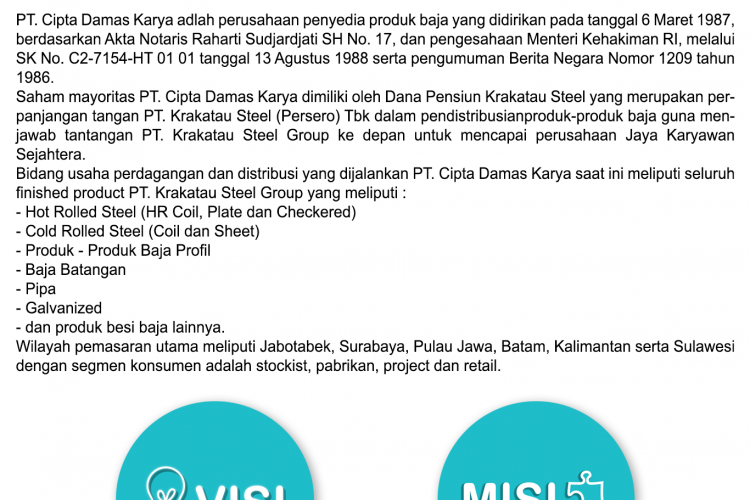 PT. Cipta Damas Karya adlah perusahaan penyedia produk baja yang didirikan pada tanggal 6 Maret 1987,
berdasarkan Akta Notaris Raharti Sudjardjati SH No. 17, dan pengesahaan Menteri Kehakiman RI, melalui
SK No. C2-7154-HT 01 01 tanggal 13 Agustus 1988 serta pengumuman Berita Negara Nomor 1209 tahun
1986.
Saham mayoritas PT. Cipta Damas Karya dimiliki oleh Dana Pensiun Krakatau Steel yang merupakan per-
panjangan tangan PT. Krakatau Steel (Persero) Tbk dalam pendistribusianproduk-produk baja guna men-
jawab tantangan PT. Krakatau Steel Group ke depan untuk mencapai perusahaan Jaya Karyawan
Sejahtera.
Bidang usaha perdagangan dan distribusi yang dijalankan PT. Cipta Damas Karya saat ini meliputi seluruh
finished product PT. Krakatau Steel Group yang meliputi :
- Hot Rolled Steel (HR Coil, Plate dan Checkered)
- Cold Rolled Steel (Coil dan Sheet)
- Produk - Produk Baja Profil
- Baja Batangan
- Pipa
- Galvanized
- dan produk besi baja lainnya.
Wilayah pemasaran utama meliputi Jabotabek, Surabaya, Pulau Jawa, Batam, Kalimantan serta Sulawesi
dengan segmen konsumen adalah stockist, pabrikan, project dan retail.
VISI
MISI